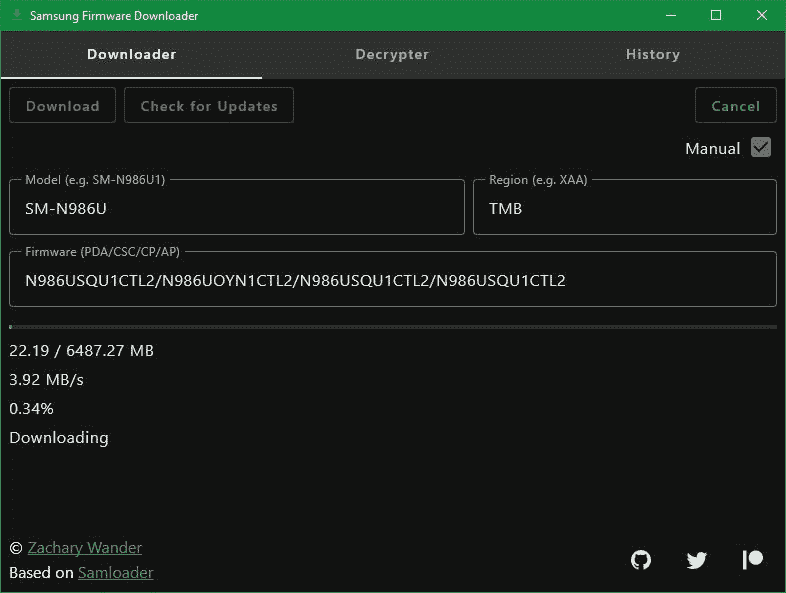 Samsung Firmware Downloader
Downloader Decrypter History
Download Check for Updates Cancel
Manual
Model (e.g. SM-N986U1) Region (e.g. XAA)
SM-N986U TMB
Firmware (PDA/CSC/CP/AP)
N986USQU1CTL2/N986UOYN1CTL2/N986USQU1CTL2/N986USQU1CTL2
22.19 / 6487.27 MB
3.92 MB/s
0.34%
Downloading
© Zachary Wander
Based on Samloader